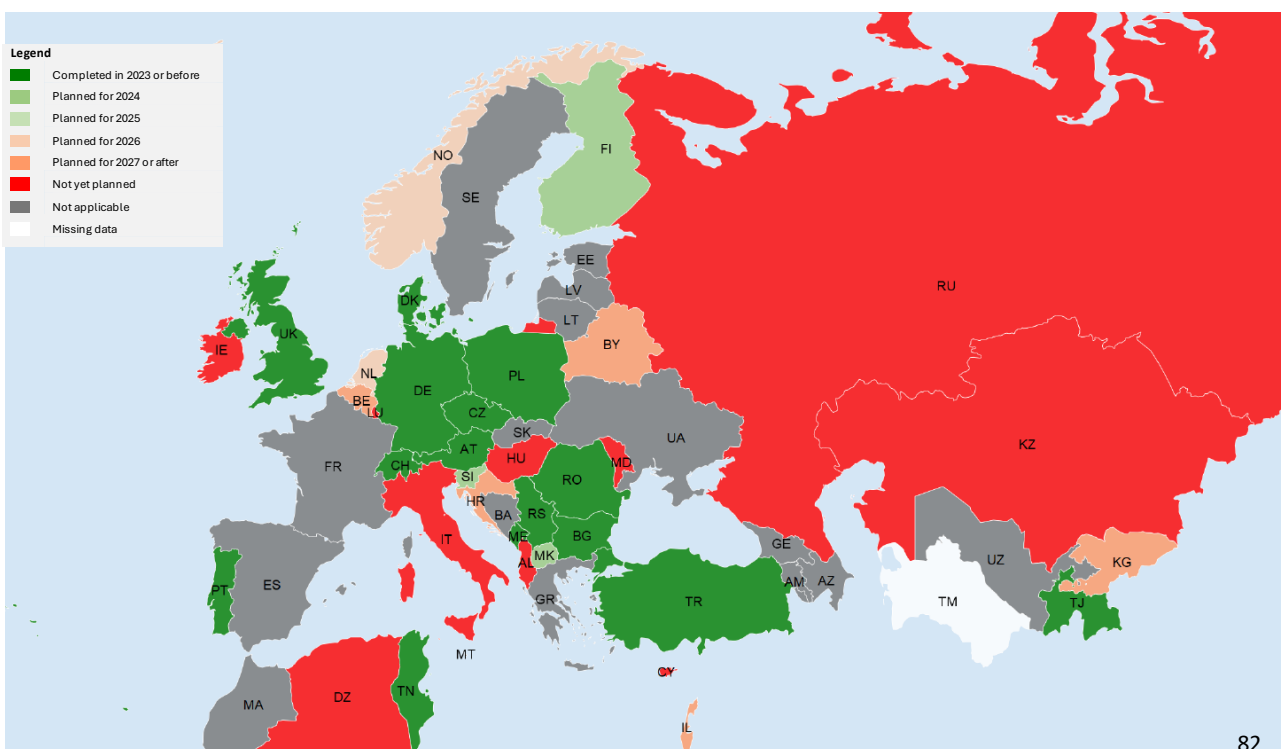 Legend
Completed in 2023 or before
Planned for 2024
Planned for 2025
Planned for 2026
Planned for 2027 or after
Not yet planned
Not applicable
Missing data
NO
FI
SE
EE
LV
LT
DK
RU
UK
IE
BY
NL
BE
LU
DE
PL
CZ
SK
UA
KZ
FR
CH
AT
HU
MD
SI
RO
HR
BA
RS
IT
ME
BG
AL
MK
GE
UZ
KG
PT
ES
GR
AM
AZ
TR
TM
TJ
MT
CY
MA
DZ
TN
IL
82